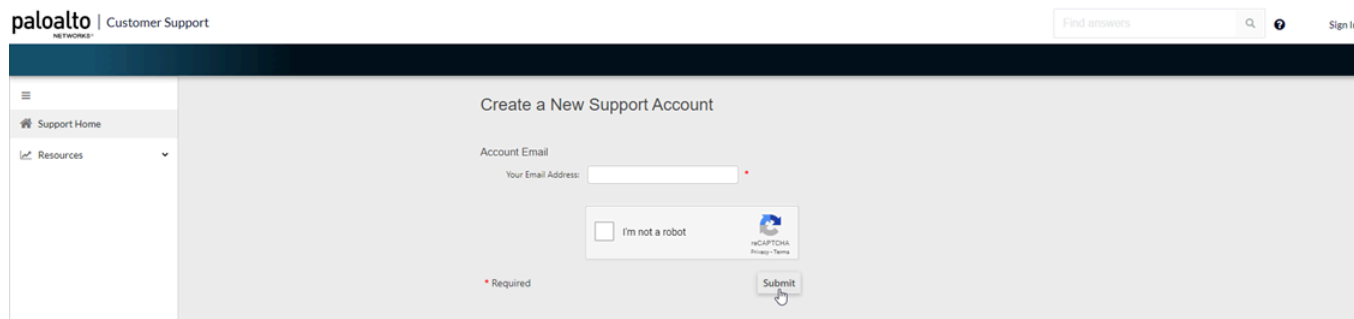 paloalto | Customer Support
NETWORKS
Find answers
Sign I
Support Home
Resources
Create a New Support Account
Account Email
Your Email Address: *
I'm not a robot
reCAPTCHA
Privacy - Terms
* Required
Submit